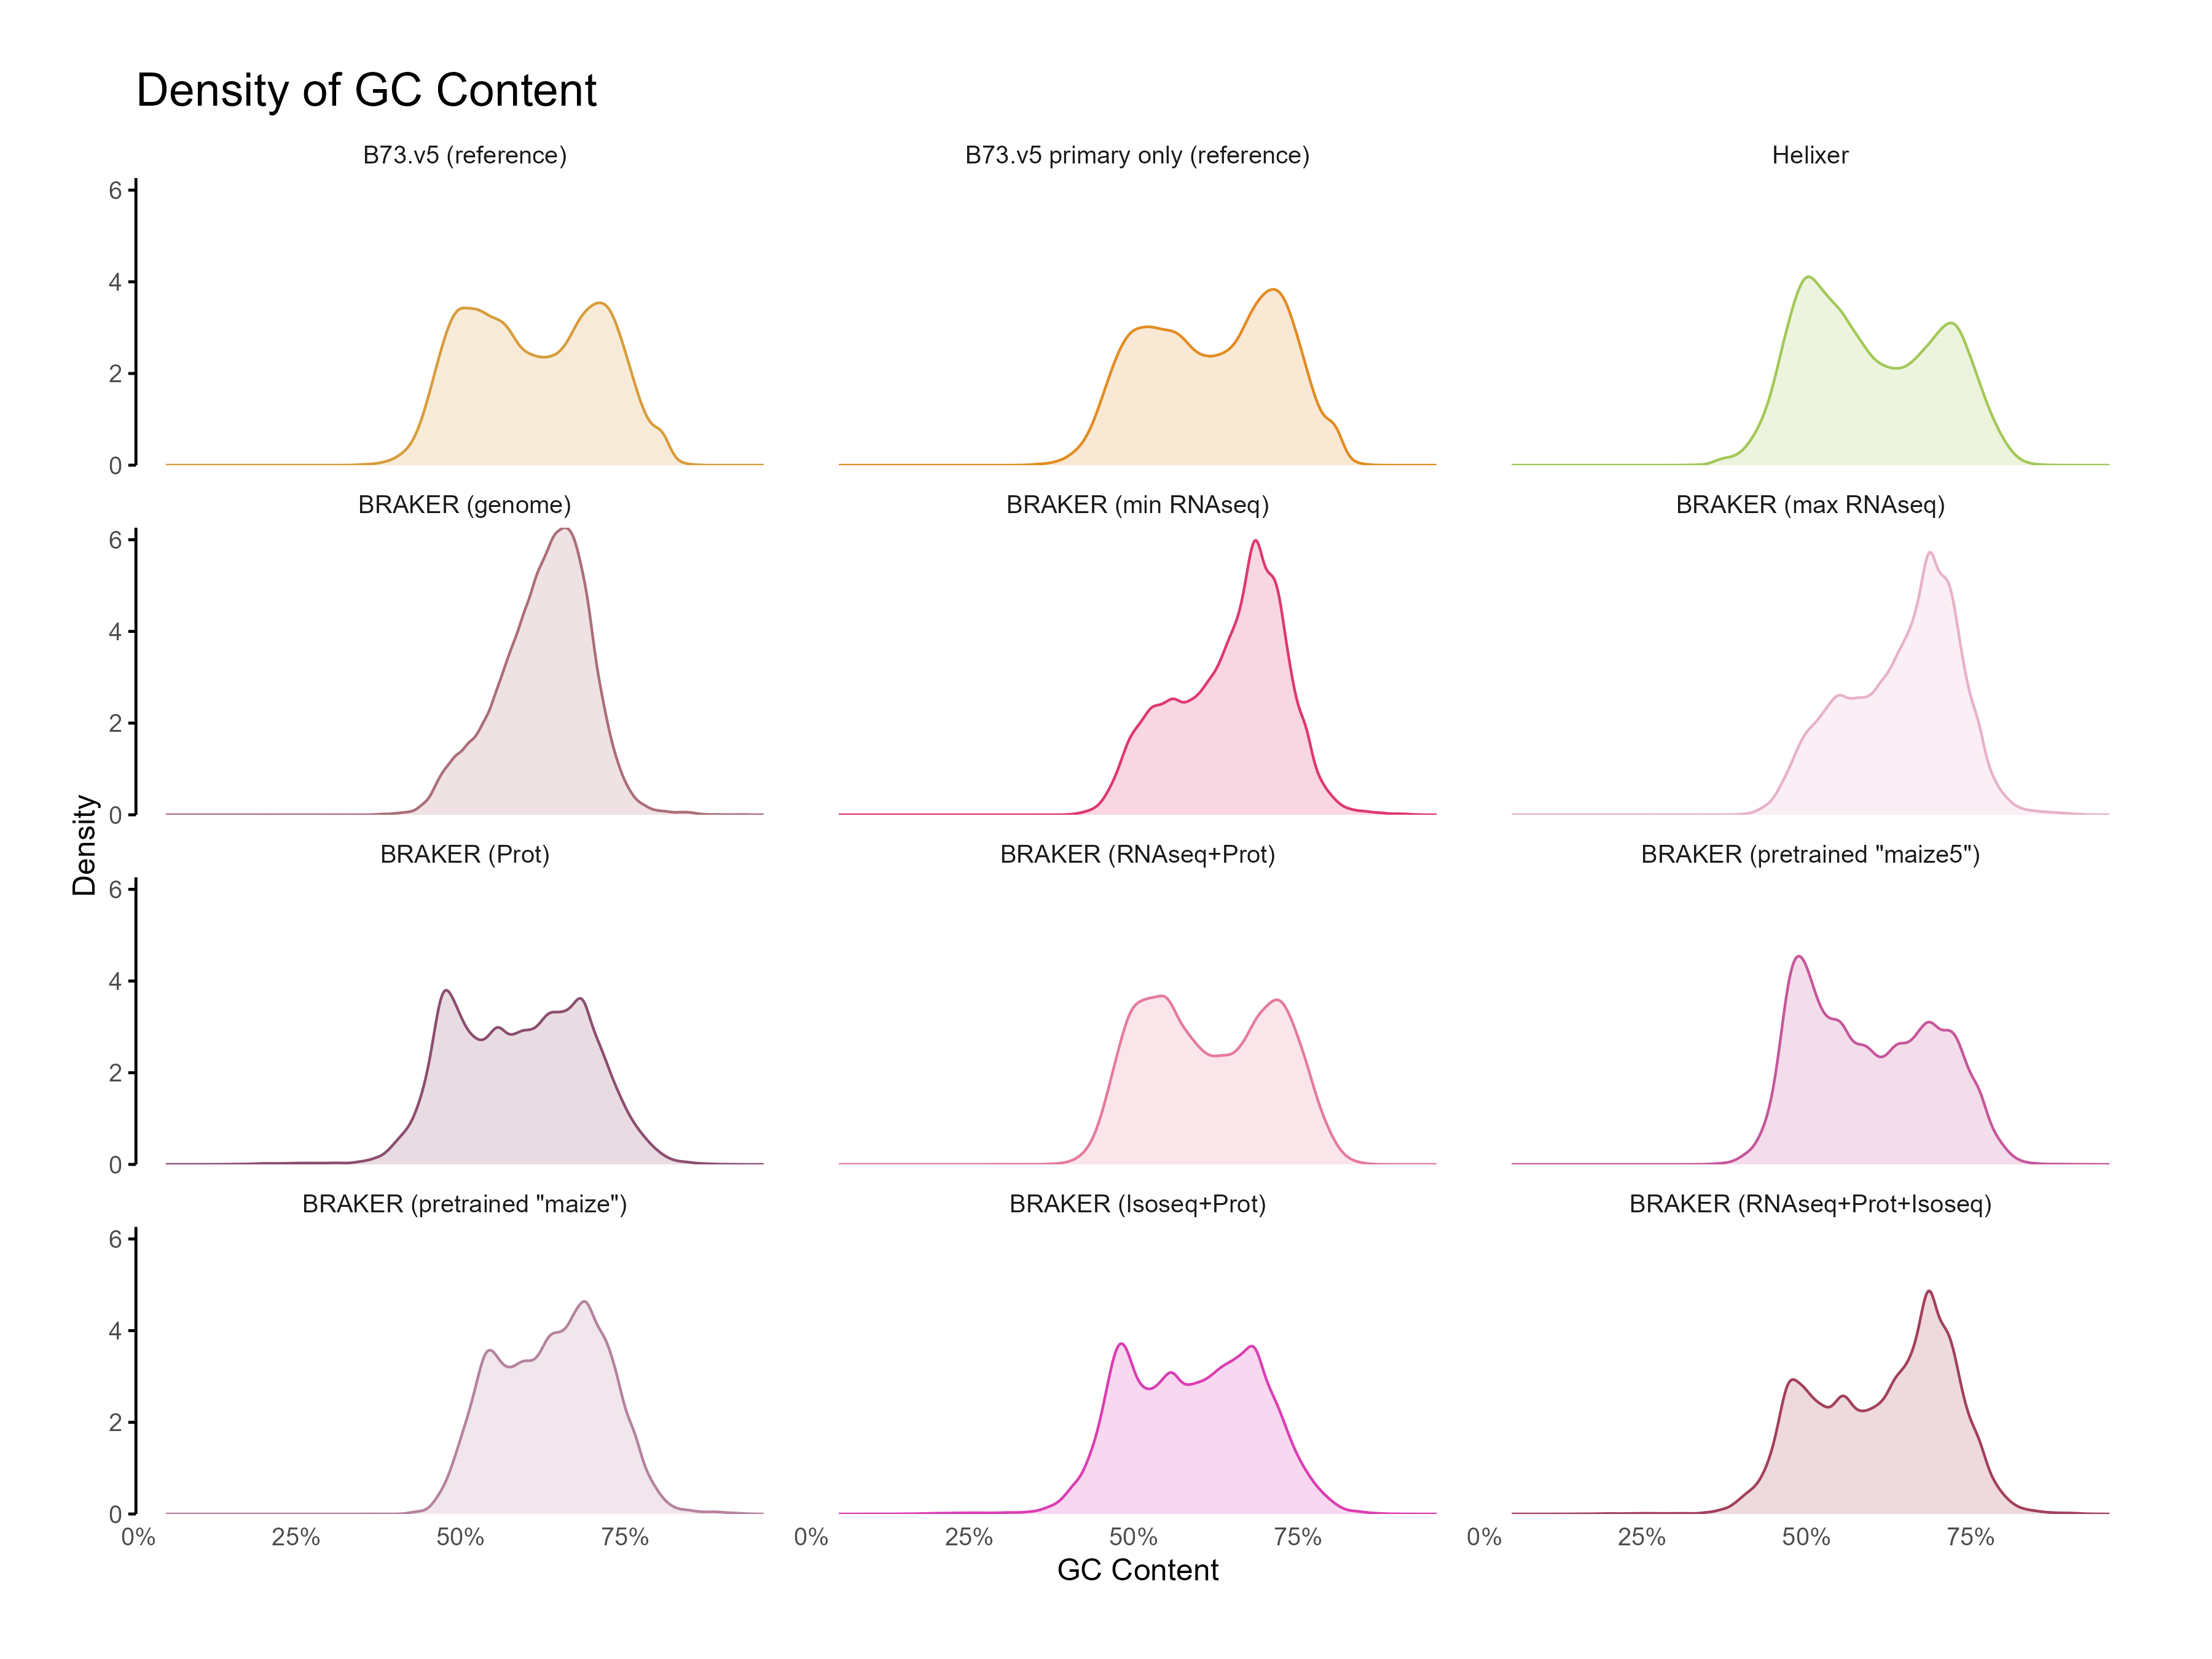 Density of GC Content
B73.v5 (reference)
B73.v5 primary only (reference)
Helixer
6
4
2
0
BRAKER (genome)
BRAKER (min RNAseq)
BRAKER (max RNAseq)
6
4
2
0
Density
BRAKER (Prot)
BRAKER (RNAseq+Prot)
BRAKER (pretrained "maize5")
6
4
2
0
BRAKER (pretrained "maize")
BRAKER (Isoseq+Prot)
BRAKER (RNAseq+Prot+Isoseq)
6
4
2
0
0% 25% 50% 75%
0% 25% 50% 75%
0% 25% 50% 75%
GC Content